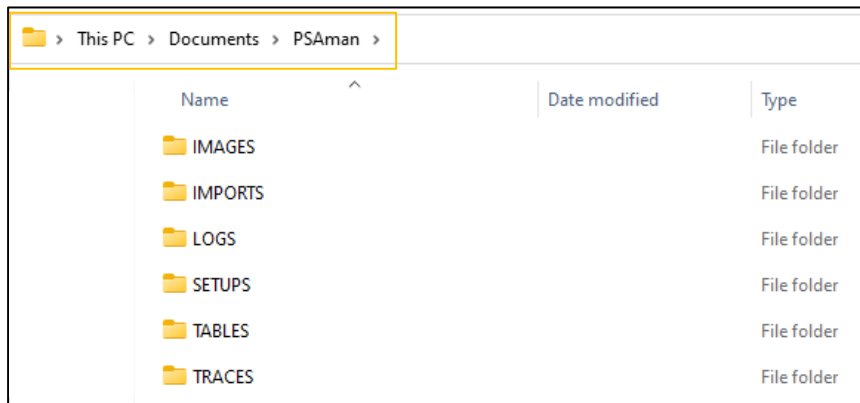 > This PC > Documents > PSAman >
Name Date modified Type
IMAGES File folder
IMPORTS File folder
LOGS File folder
SETUPS File folder
TABLES File folder
TRACES File folder